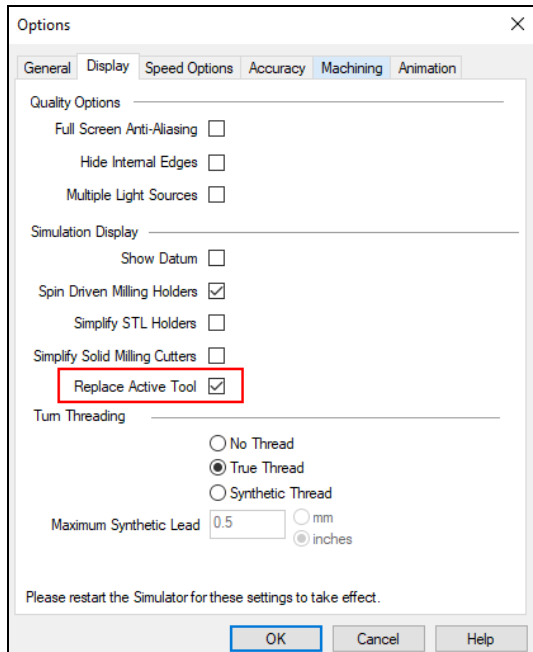 Options
General Display Speed Options Accuracy Machining Animation
Quality Options
Full Screen Anti-Aliasing
Hide Internal Edges
Multiple Light Sources
Simulation Display
Show Datum
Spin Driven Milling Holders
Simplify STL Holders
Simplify Solid Milling Cutters
Replace Active Tool
Turn Threading
No Thread
True Thread
Synthetic Thread
Maximum Synthetic Lead 0.5 mm
inches
Please restart the Simulator for these settings to take effect.
OK Cancel Help